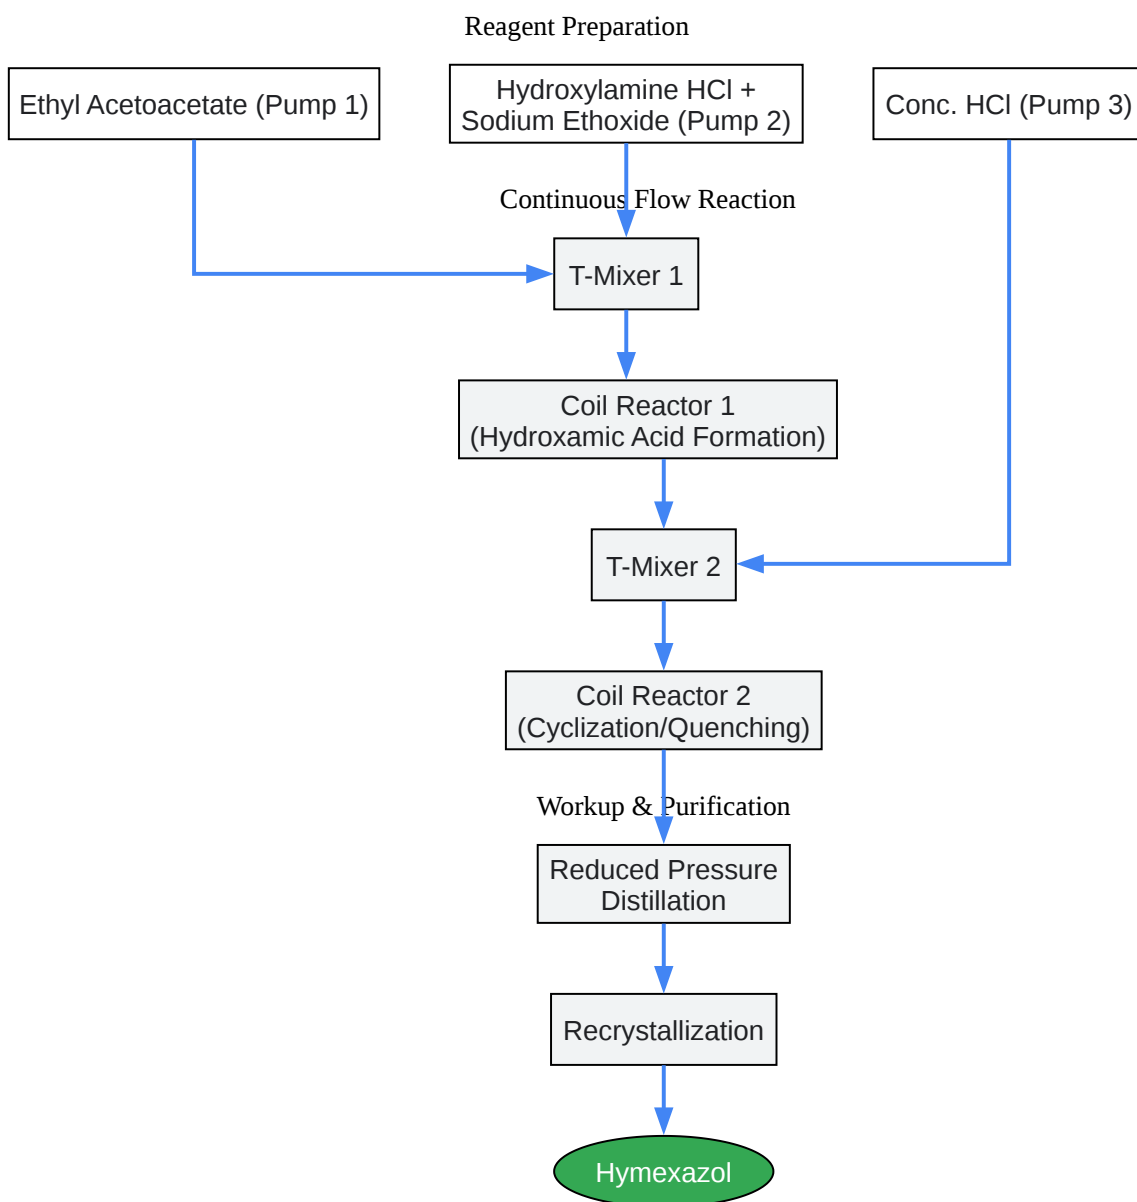 Reagent Preparation
Ethyl Acetoacetate (Pump 1)
Hydroxylamine HCl +
Sodium Ethoxide (Pump 2)
Conc. HCl (Pump 3)
Continuous Flow Reaction
T-Mixer 1
Coil Reactor 1
(Hydroxamic Acid Formation)
T-Mixer 2
Coil Reactor 2
(Cyclization/Quenching)
Workup & Purification
Reduced Pressure
Distillation
Recrystallization
Hymexazol